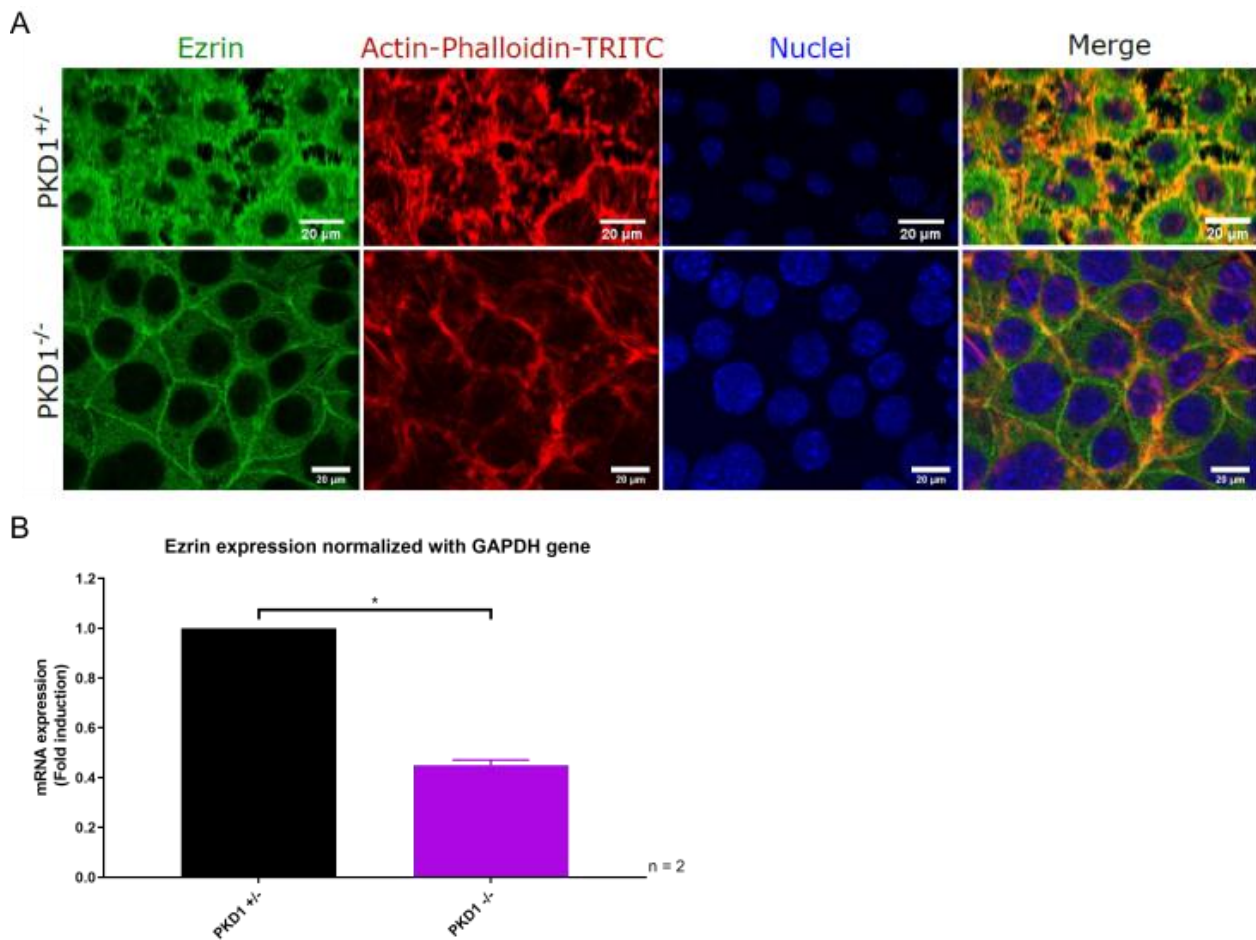 A
Ezrin Actin-Phalloidin-TRITC Nuclei Merge
PKD1+/-
20 µm 20 µm 20 µm 20 µm
PKD1-/-
20 µm 20 µm 20 µm 20 µm
B
Ezrin expression normalized with GAPDH gene
mRNA expression
(Fold induction)
1.2
1.0
0.8
0.6
0.4
0.2
0.0
*
n = 2
PKD1 +/-
PKD1 -/-